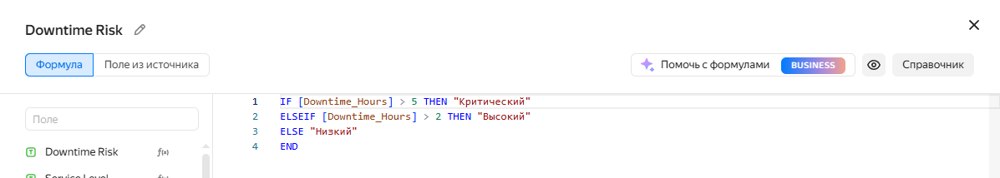 Downtime Risk
Формула Поле из источника Помочь с формулами BUSINESS Справочник
Поле
1 IF [Downtime_Hours] > 5 THEN "Критический"
2 ELSEIF [Downtime_Hours] > 2 THEN "Высокий"
3 ELSE "Низкий"
4 END
Downtime Risk ƒ(x)
Service Level